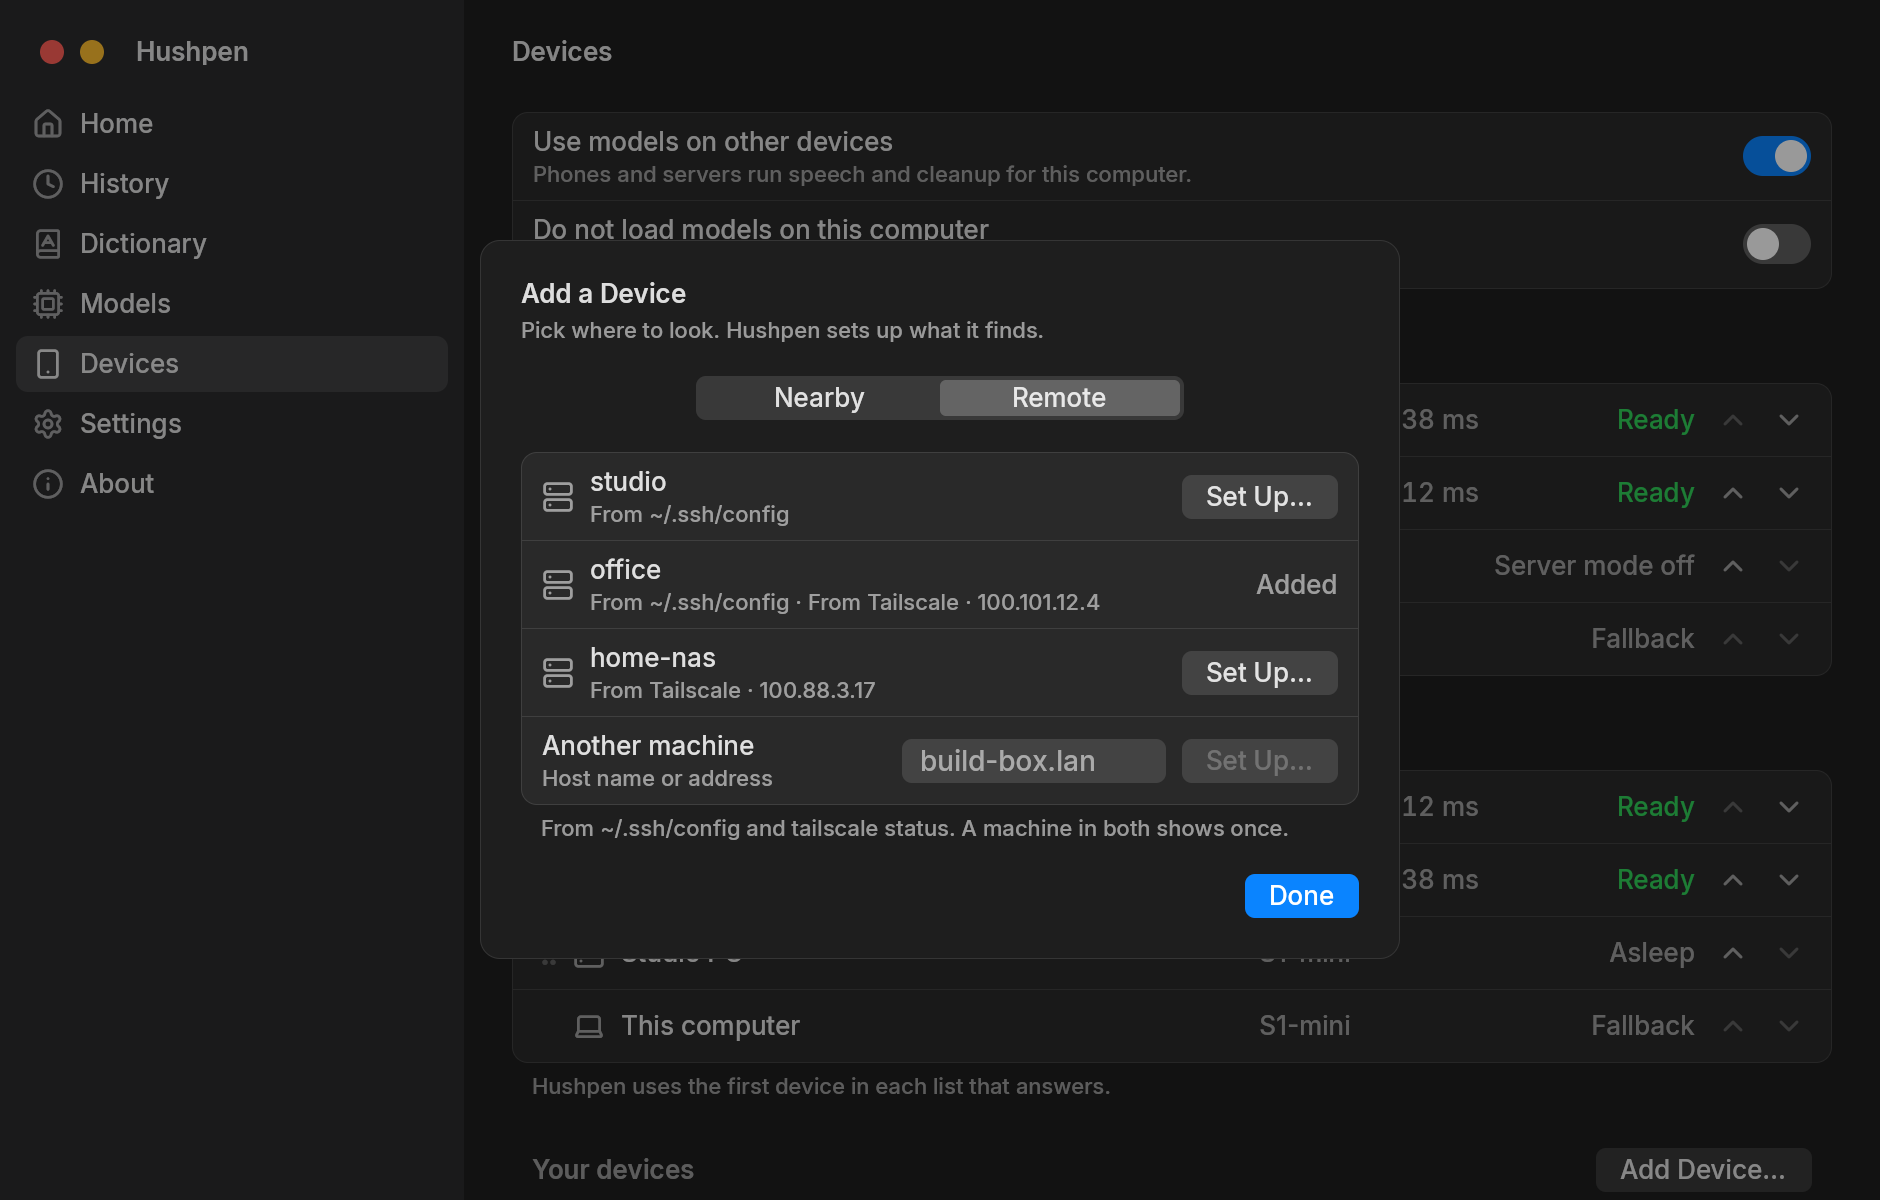 Hushpen
Home
History
Dictionary
Models
Devices
Settings
About
Devices
Use models on other devices
Phones and servers run speech and cleanup for this computer.
Do not load models on this computer
Add a Device
Pick where to look. Hushpen sets up what it finds.
Nearby Remote
studio
From ~/.ssh/config
Set Up...
office
From ~/.ssh/config · From Tailscale · 100.101.12.4
Added
home-nas
From Tailscale · 100.88.3.17
Set Up...
Another machine
Host name or address
build-box.lan
Set Up...
From ~/.ssh/config and tailscale status. A machine in both shows once.
Done
38 ms Ready
12 ms Ready
Server mode off
Fallback
12 ms Ready
38 ms Ready
Asleep
This computer S1-mini Fallback
Hushpen uses the first device in each list that answers.
Your devices Add Device...